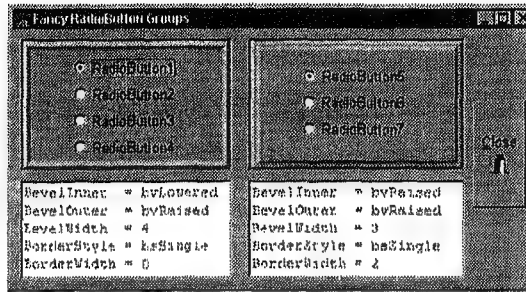 Fancy RadioButton Groups
RadioButton1
RadioButton2
RadioButton3
RadioButton4
RadioButton5
RadioButton6
RadioButton7
Close
BevelInner = bvLowered
BevelOuter = bvRaised
BevelWidth = 4
BorderStyle = bsSingle
BorderWidth = 0
BevelInner = bvRaised
BevelOuter = bvRaised
BevelWidth = 3
BorderStyle = bsSingle
BorderWidth = 2